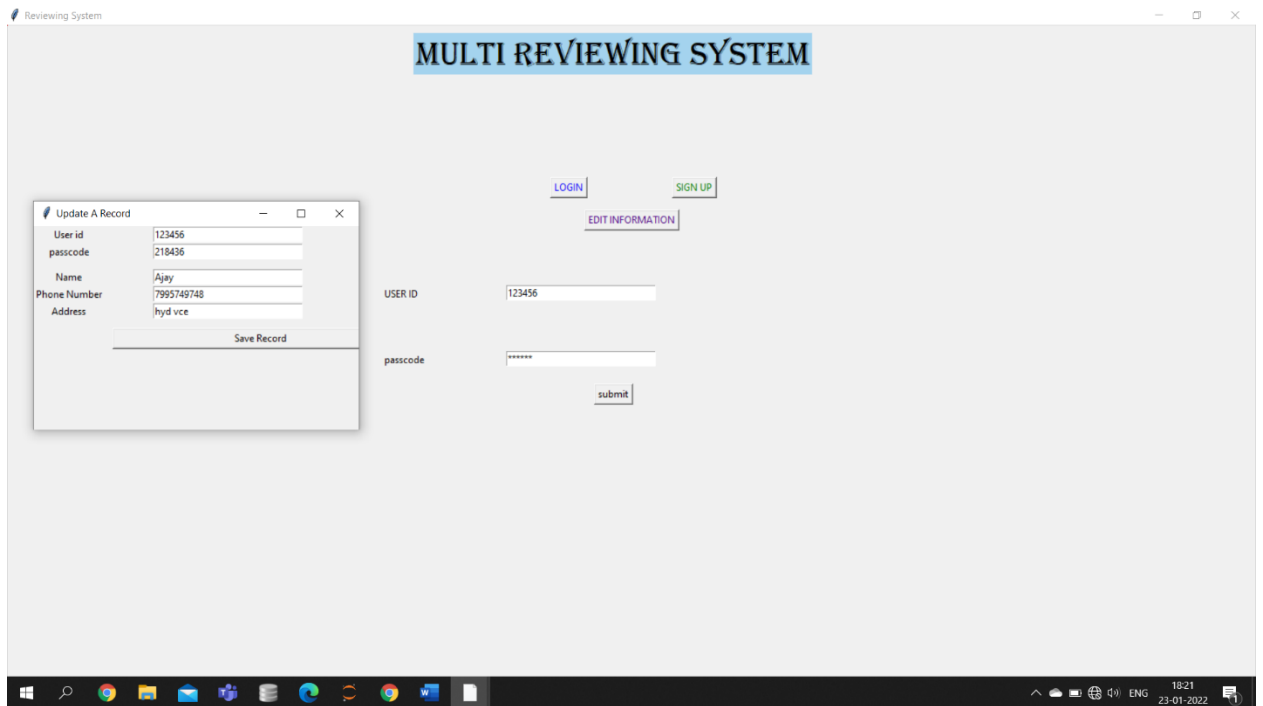 Reviewing System
MULTI REVIEWING SYSTEM
LOGIN
SIGN UP
EDIT INFORMATION
Update A Record
User id 123456
passcode 218436
Name Ajay
Phone Number 7995749748
Address hyd vce
Save Record
USER ID 123456
passcode ******
submit
ENG
18:21
23-01-2022
1